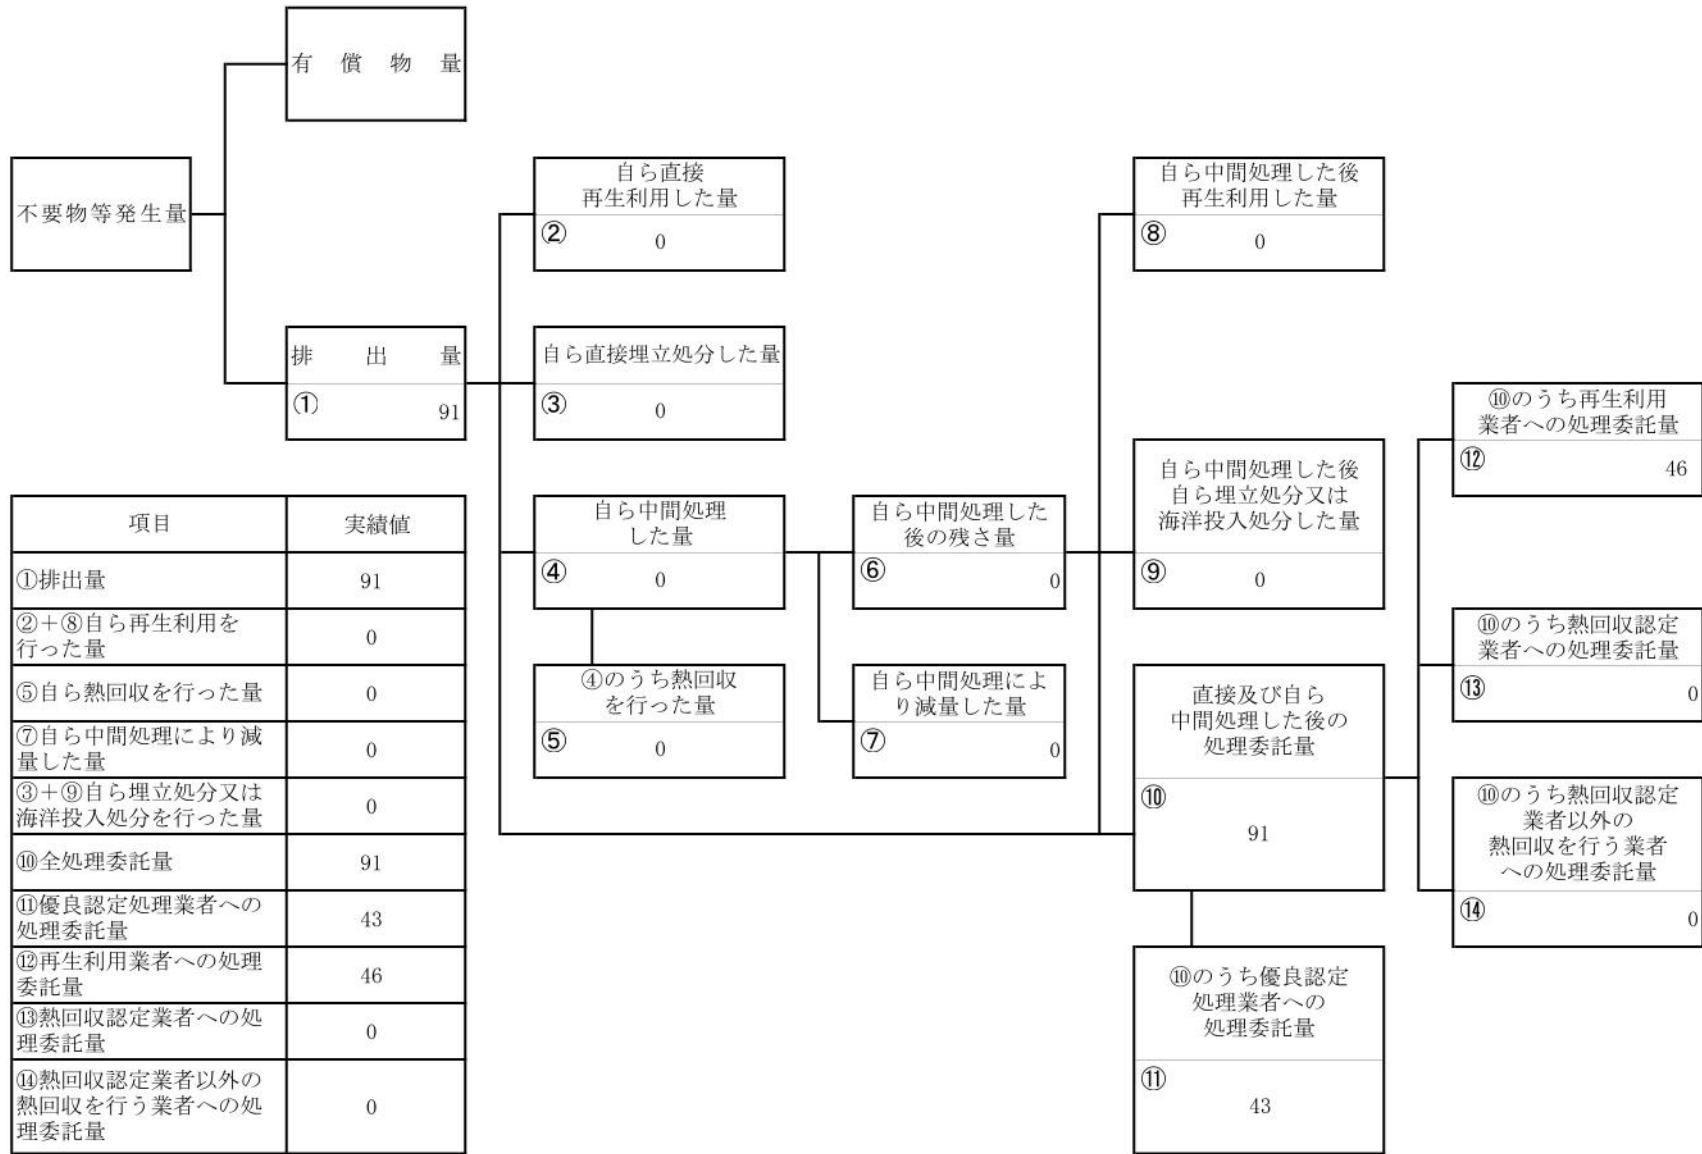 有償物量
不要物等発生量
排出量
① 91
自ら直接
再生利用した量
② 0
自ら直接埋立処分した量
③ 0
自ら中間処理
した量
④ 0
④のうち熱回収
を行った量
⑤ 0
自ら中間処理した
後の残さ量
⑥ 0
自ら中間処理によ
り減量した量
⑦ 0
自ら中間処理した後
再生利用した量
⑧ 0
自ら中間処理した後
自ら埋立処分又は
海洋投入処分した量
⑨ 0
直接及び自ら
中間処理した後の
処理委託量
⑩
91
⑩のうち優良認定
処理業者への
処理委託量
⑪
43
⑩のうち再生利用
業者への処理委託量
⑫ 46
⑩のうち熱回収認定
業者への処理委託量
⑬ 0
⑩のうち熱回収認定
業者以外の
熱回収を行う業者
への処理委託量
⑭ 0
項目 実績値
①排出量 91
②+⑧自ら再生利用を
行った量 0
⑤自ら熱回収を行った量 0
⑦自ら中間処理により減
量した量 0
③+⑨自ら埋立処分又は
海洋投入処分を行った量 0
⑩全処理委託量 91
⑪優良認定処理業者への
処理委託量 43
⑫再生利用業者への処理
委託量 46
⑬熱回収認定業者への処
理委託量 0
⑭熱回収認定業者以外の
熱回収を行う業者への処
理委託量 0